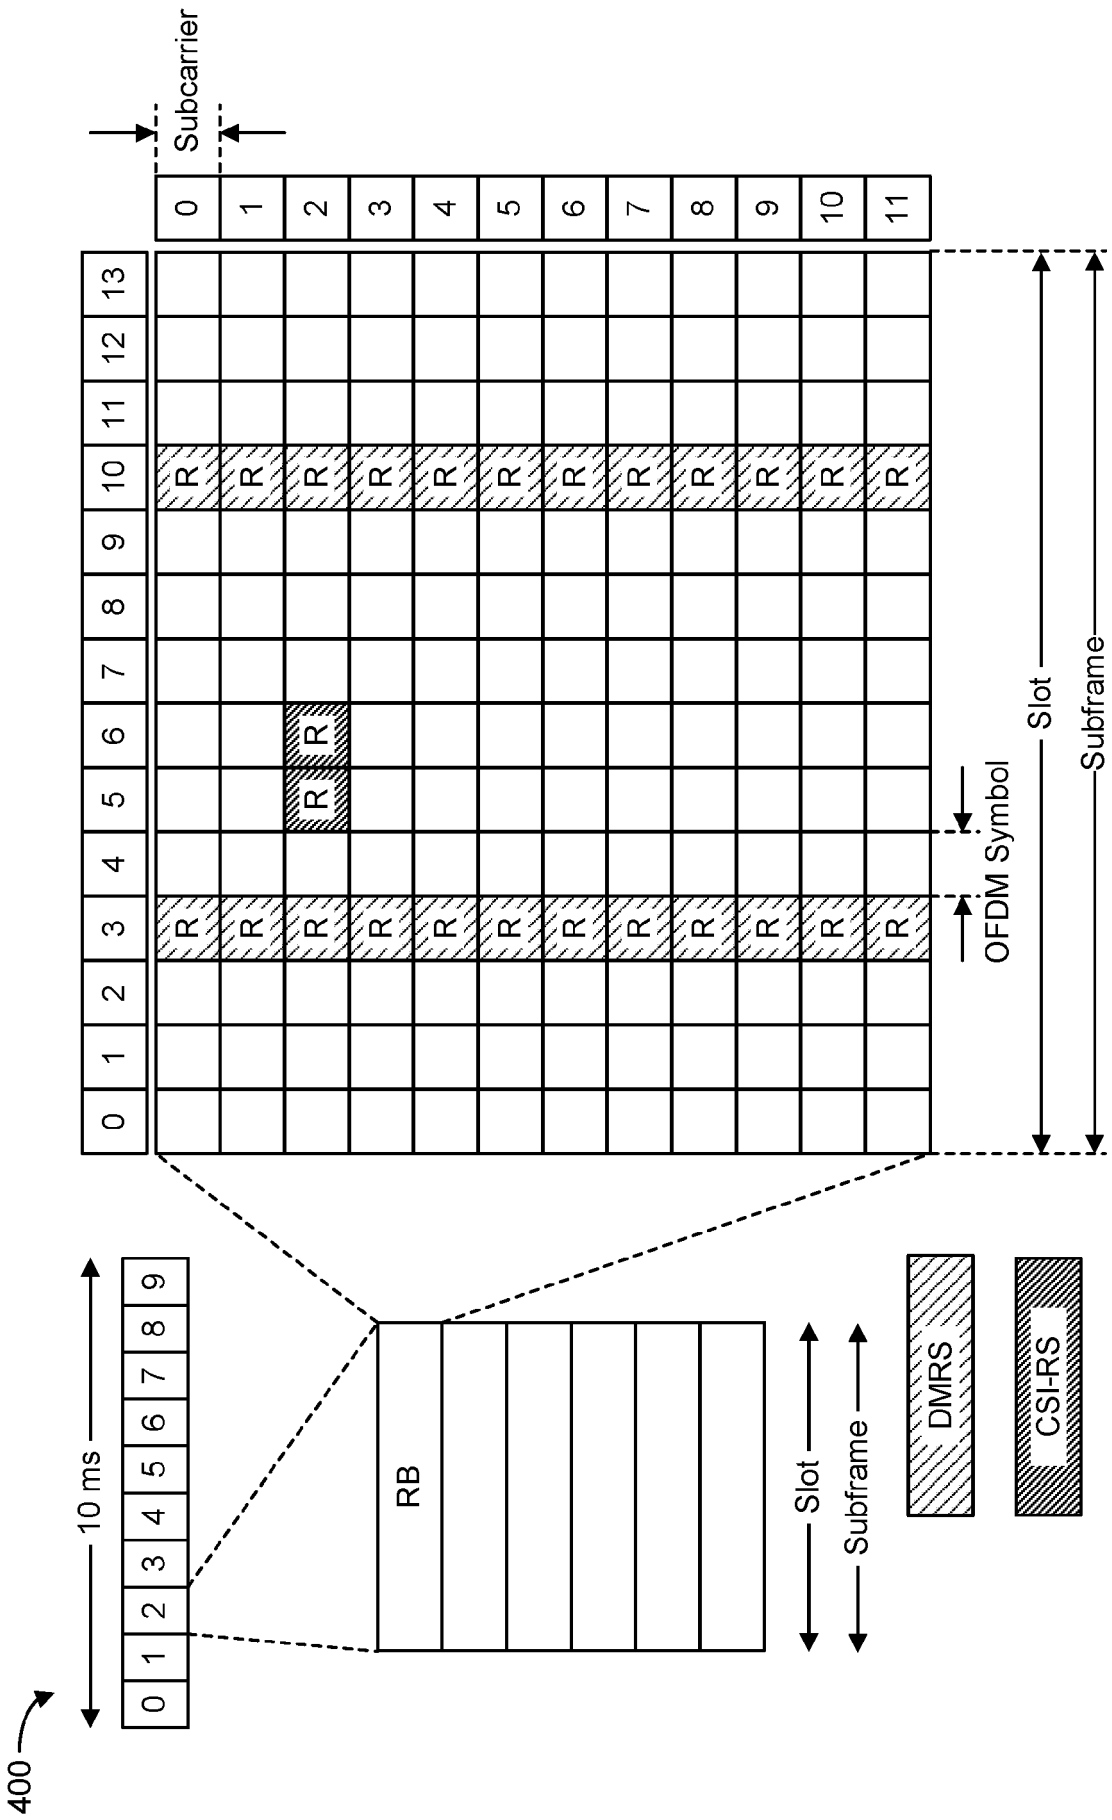 400
10 ms
0 1 2 3 4 5 6 7 8 9
RB
Slot
Subframe
DMRS
CSI-RS
0 1 2 3 4 5 6 7 8 9 10 11 12 13
Subcarrier
R R 0
R R 1
R R R R 2
R R 3
R R 4
R R 5
R R 6
R R 7
R R 8
R R 9
R R 10
R R 11
OFDM Symbol
Slot
Subframe